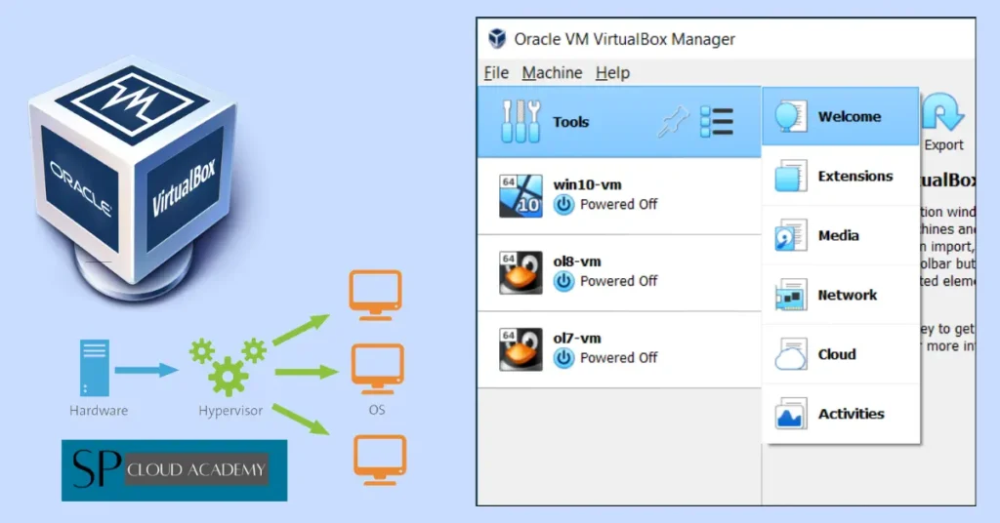 ORACLE
VirtualBox
Hardware
Hypervisor
OS
SP CLOUD ACADEMY
Oracle VM VirtualBox Manager
File Machine Help
Tools
64
10
win10-vm
Powered Off
64
ol8-vm
Powered Off
64
ol7-vm
Powered Off
Welcome
Extensions
Media
Network
Cloud
Activities
Export
ualBox
tion wind
hines and
n import,
olbar but
ted eleme
ey to get
r more in